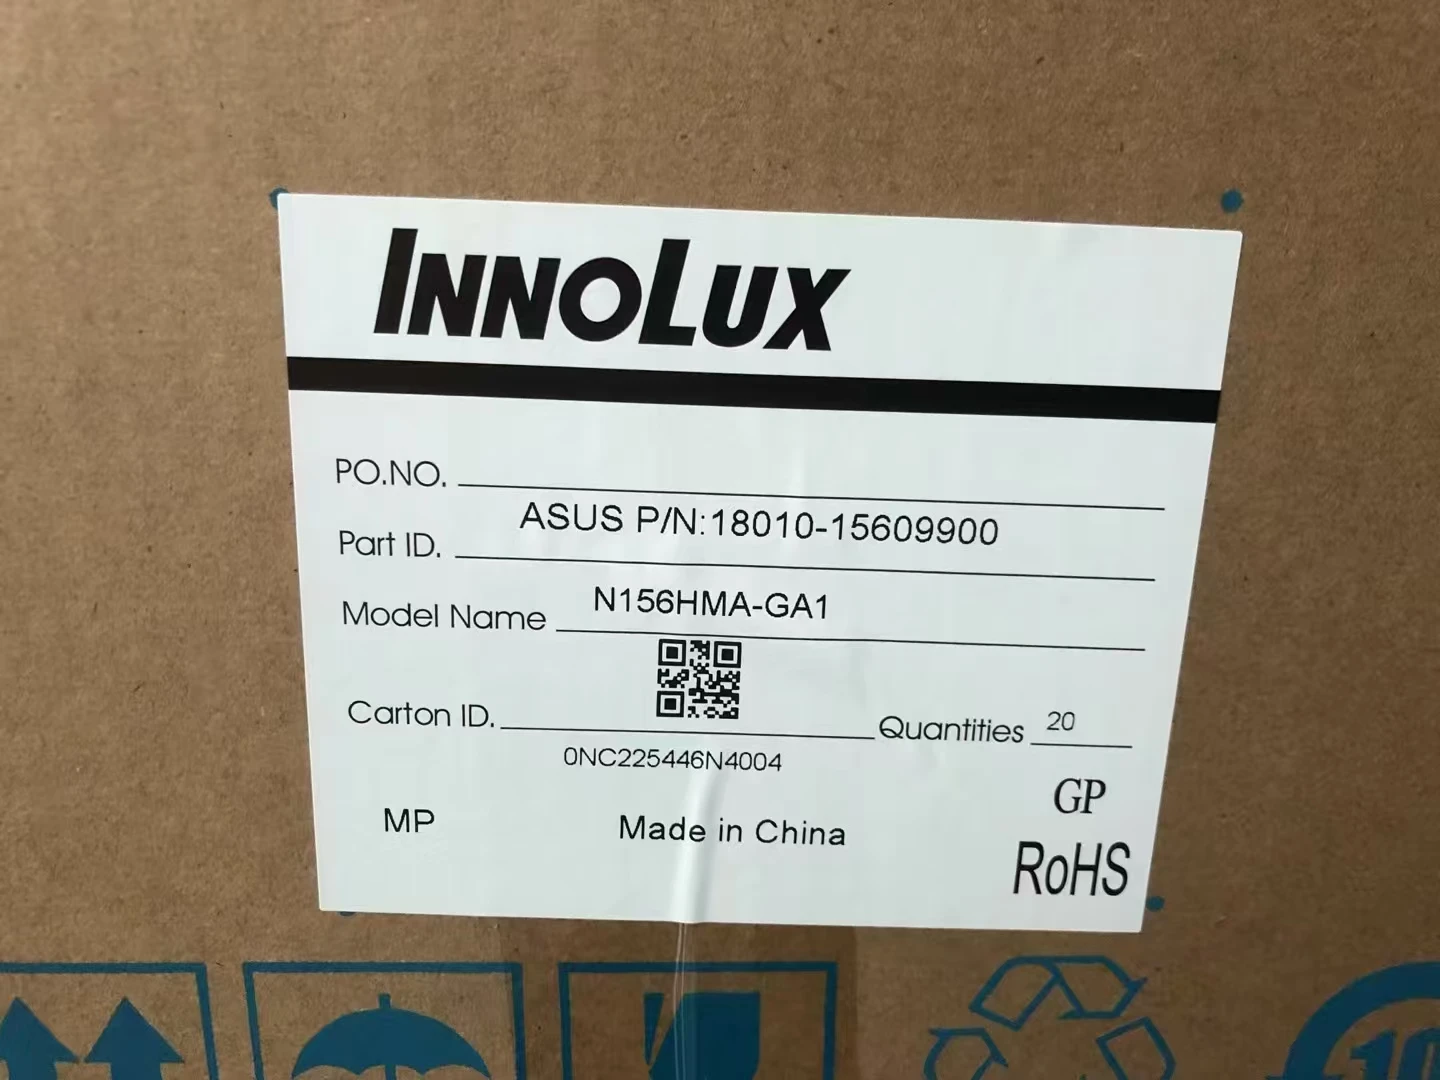 INNOLUX
PO.NO.
ASUS P/N:18010-15609900
Part ID.
N156HMA-GA1
Model Name
Carton ID.
Quantities 20
0NC225446N4004
GP
MP
Made in China
RoHS
10